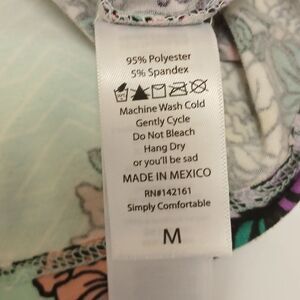 95% Polyester
5% Spandex
Machine Wash Cold
Gently Cycle
Do Not Bleach
Hang Dry
or you'll be sad
MADE IN MEXICO
RN#142161
Simply Comfortable
M